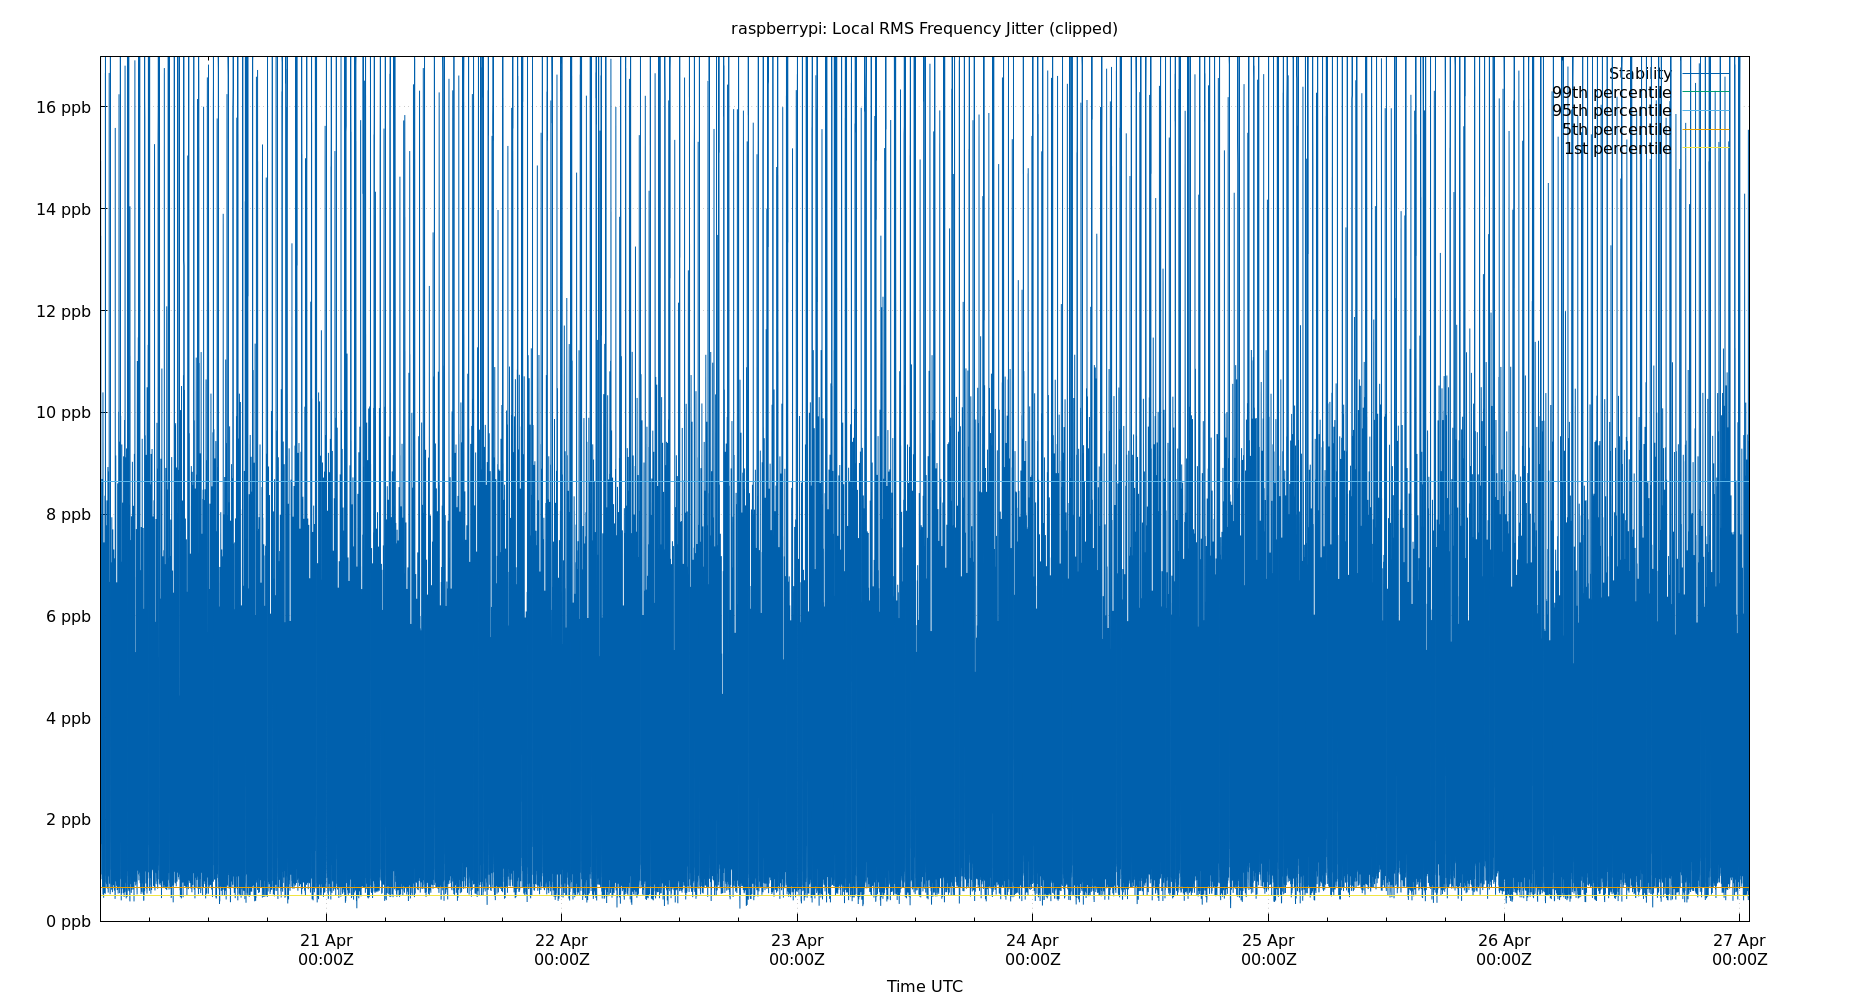 raspberrypi: Local RMS Frequency Jitter (clipped)
Stability
99th percentile
95th percentile
5th percentile
1st percentile
16 ppb
14 ppb
12 ppb
10 ppb
8 ppb
6 ppb
4 ppb
2 ppb
0 ppb
21 Apr 22 Apr 23 Apr 24 Apr 25 Apr 26 Apr 27 Apr
00:00Z 00:00Z 00:00Z 00:00Z 00:00Z 00:00Z 00:00Z
Time UTC